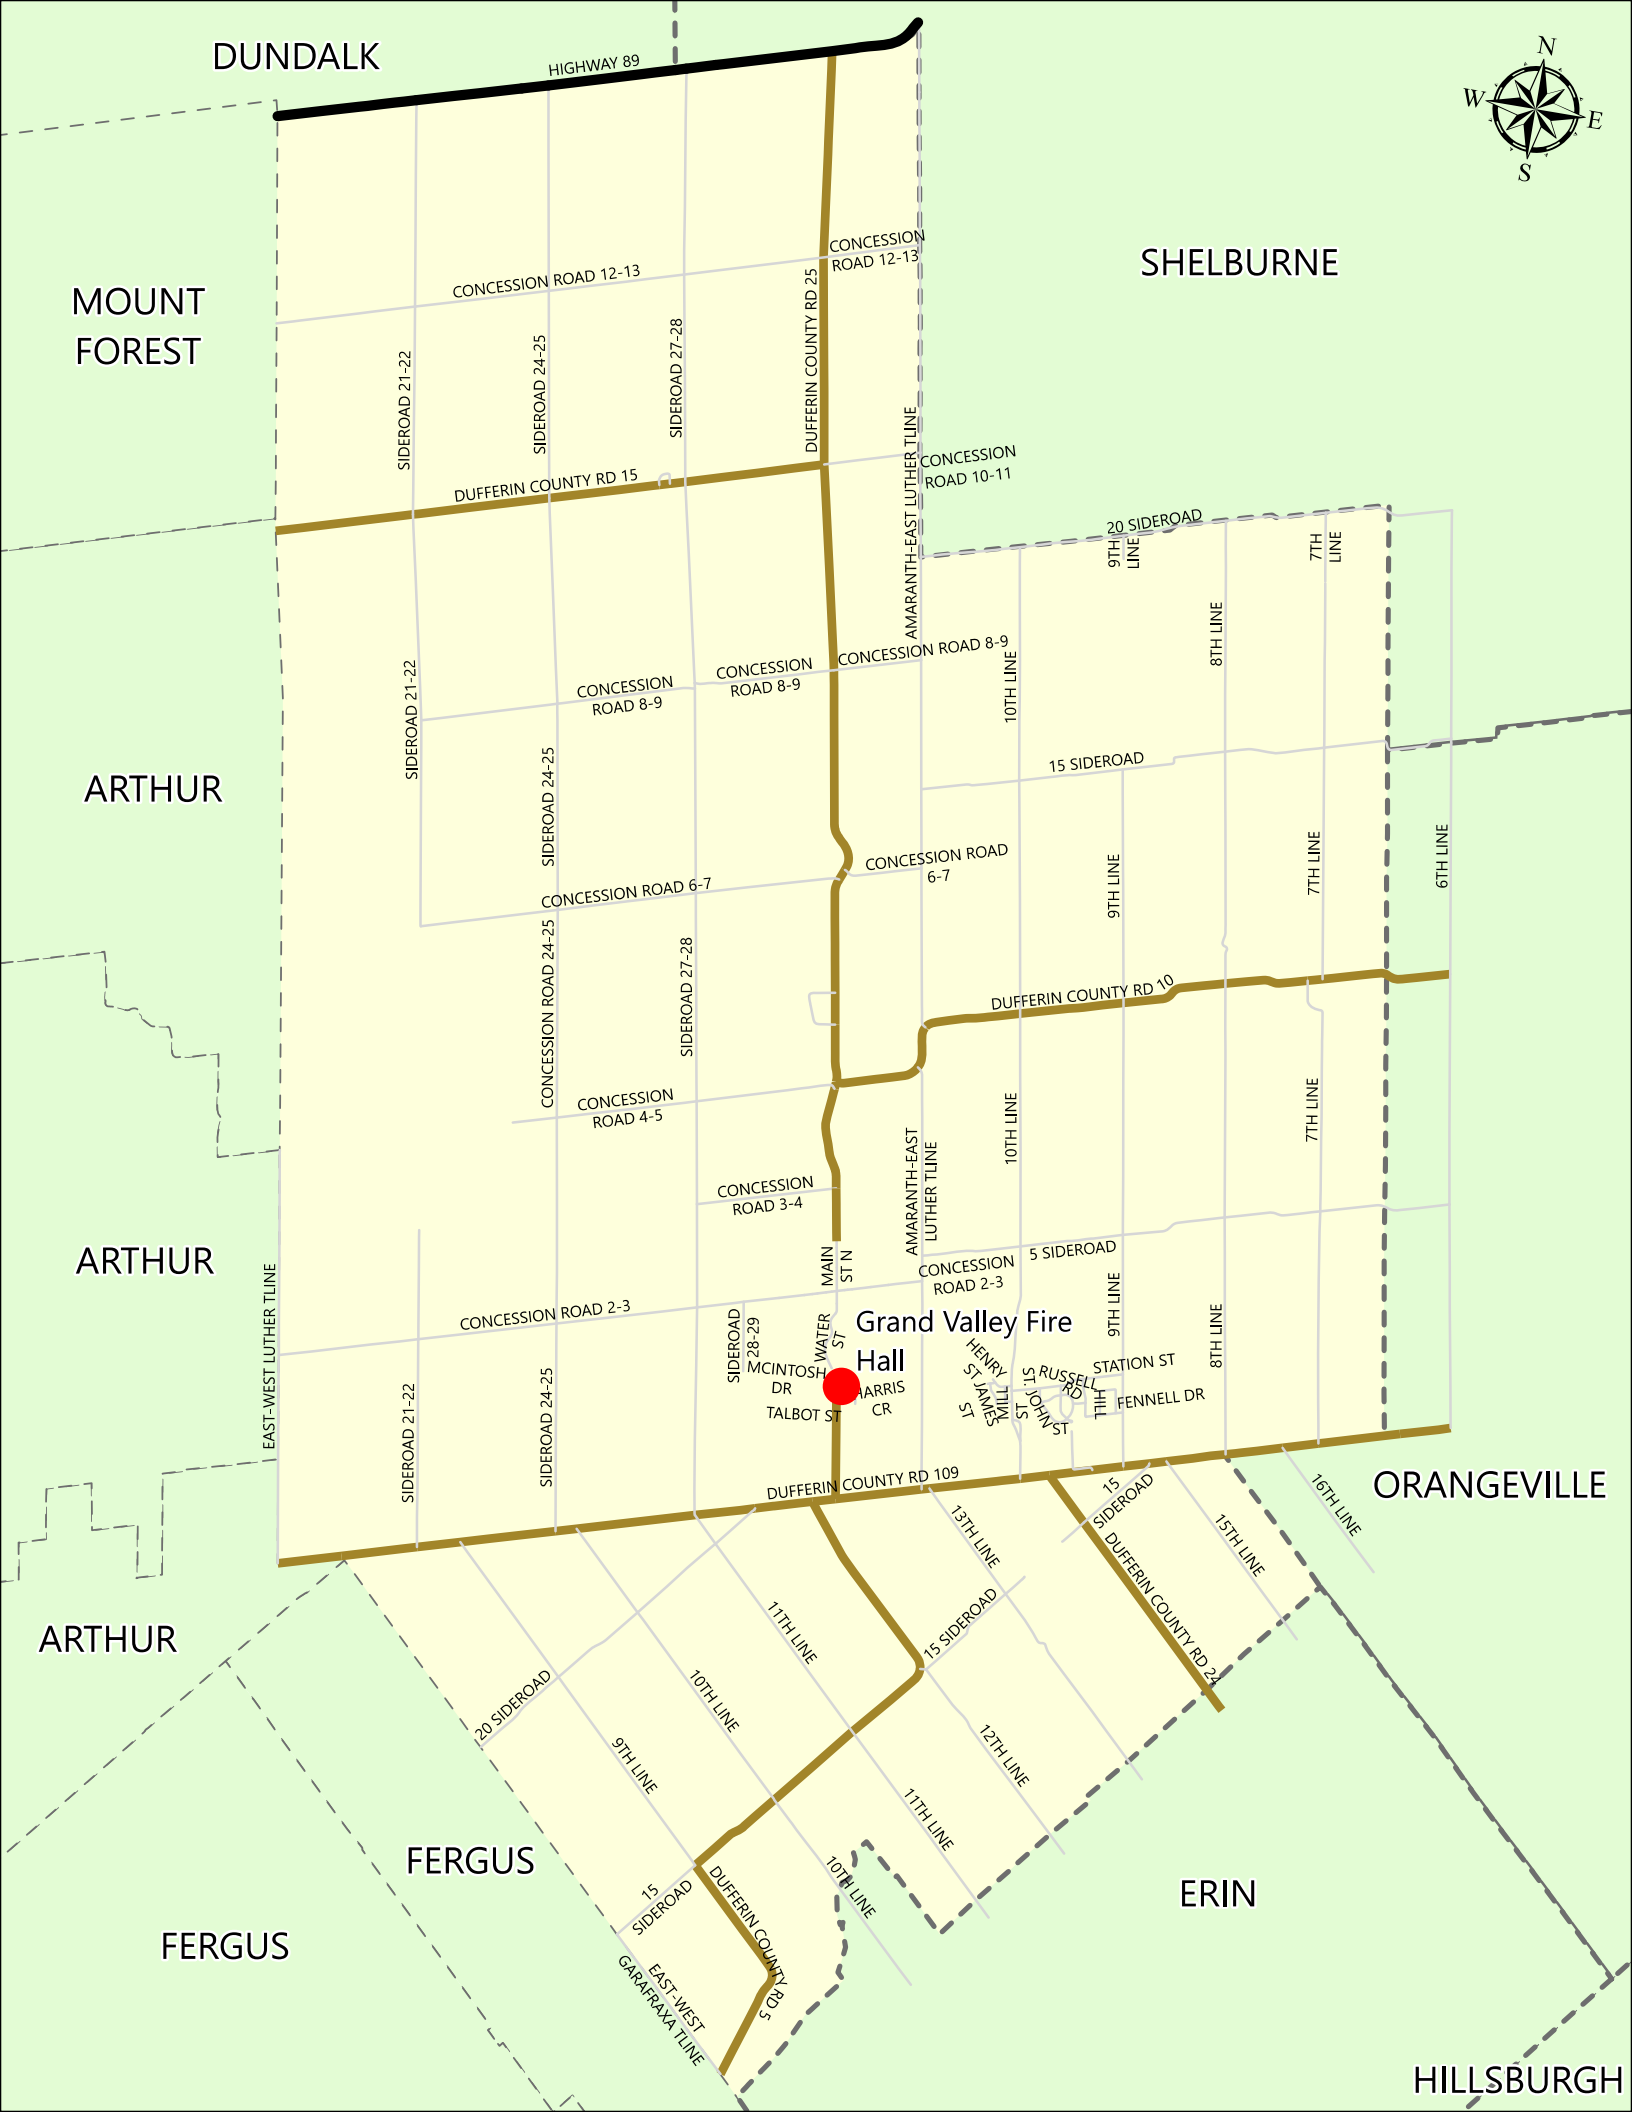 DUNDALK
HIGHWAY 89
N
W
E
S
CONCESSION
ROAD 12-13
SHELBURNE
MOUNT
FOREST
CONCESSION ROAD 12-13
DUFFERIN COUNTY RD 25
SIDEROAD 21-22
SIDEROAD 24-25
SIDEROAD 27-28
AMARANTH-EAST LUTHER TLINE
CONCESSION
ROAD 10-11
DUFFERIN COUNTY RD 15
20 SIDEROAD
9TH
LINE
7TH
LINE
8TH LINE
CONCESSION ROAD 8-9
CONCESSION
ROAD 8-9
CONCESSION
ROAD 8-9
10TH LINE
SIDEROAD 21-22
ARTHUR
SIDEROAD 24-25
15 SIDEROAD
CONCESSION ROAD
6-7
CONCESSION ROAD 6-7
9TH LINE
7TH LINE
6TH LINE
CONCESSION ROAD 24-25
SIDEROAD 27-28
DUFFERIN COUNTY RD 10
CONCESSION
ROAD 4-5
10TH LINE
7TH LINE
AMARANTH-EAST
LUTHER TLINE
CONCESSION
ROAD 3-4
ARTHUR
MAIN
ST N
5 SIDEROAD
CONCESSION
ROAD 2-3
EAST-WEST LUTHER TLINE
CONCESSION ROAD 2-3
SIDEROAD
28-29
WATER
ST
Grand Valley Fire
Hall
9TH LINE
8TH LINE
MCINTOSH
DR
HARRIS
CR
TALBOT ST
HENRY
ST
ST JAMES
ST
MILL
ST
ST. JOHN
ST
RUSSELL
RD
HILL
STATION ST
FENNELL DR
SIDEROAD 21-22
SIDEROAD 24-25
DUFFERIN COUNTY RD 109
ORANGEVILLE
13TH LINE
15
SIDEROAD
15TH LINE
16TH LINE
DUFFERIN COUNTY RD 24
ARTHUR
11TH LINE
15 SIDEROAD
20 SIDEROAD
10TH LINE
9TH LINE
12TH LINE
11TH LINE
FERGUS
10TH LINE
ERIN
15
SIDEROAD
DUFFERIN COUNTY
RD 5
FERGUS
EAST-WEST
GARAFRAXA TLINE
HILLSBURGH